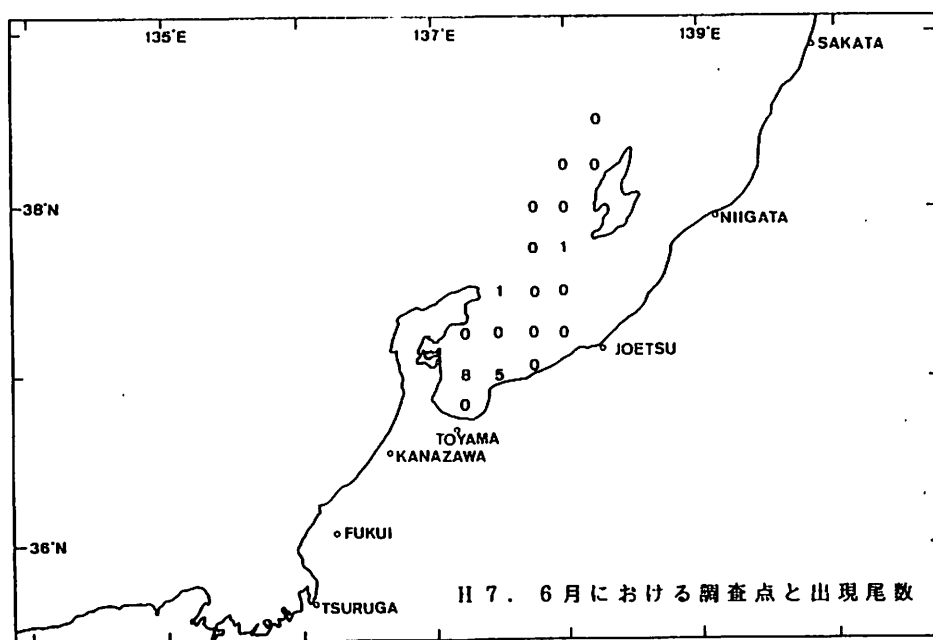 135°E 137°E 139°E
SAKATA
0
0 0
38°N
0 0
NIIGATA
0 1
1 0 0
0 0 0 0
JOETSU
0
8 5
0
TOYAMA
KANAZAWA
FUKUI
36°N
TSURUGA
H7. 6月における調査点と出現尾数